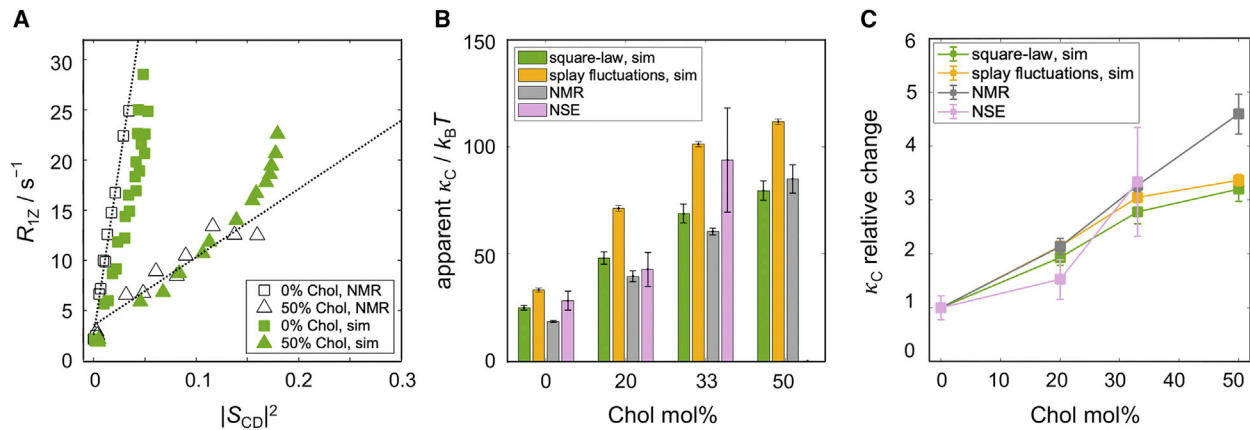 A
R1Z / s−1
30
25
20
15
10
5
0
0
0.1
0.2
0.3
|SCD|2
0% Chol, NMR
50% Chol, NMR
0% Chol, sim
50% Chol, sim
B
apparent κC / kBT
150
100
50
0
0
20
33
50
Chol mol%
square-law, sim
splay fluctuations, sim
NMR
NSE
C
κC relative change
6
5
4
3
2
1
0
0
10
20
30
40
50
Chol mol%
square-law, sim
splay fluctuations, sim
NMR
NSE